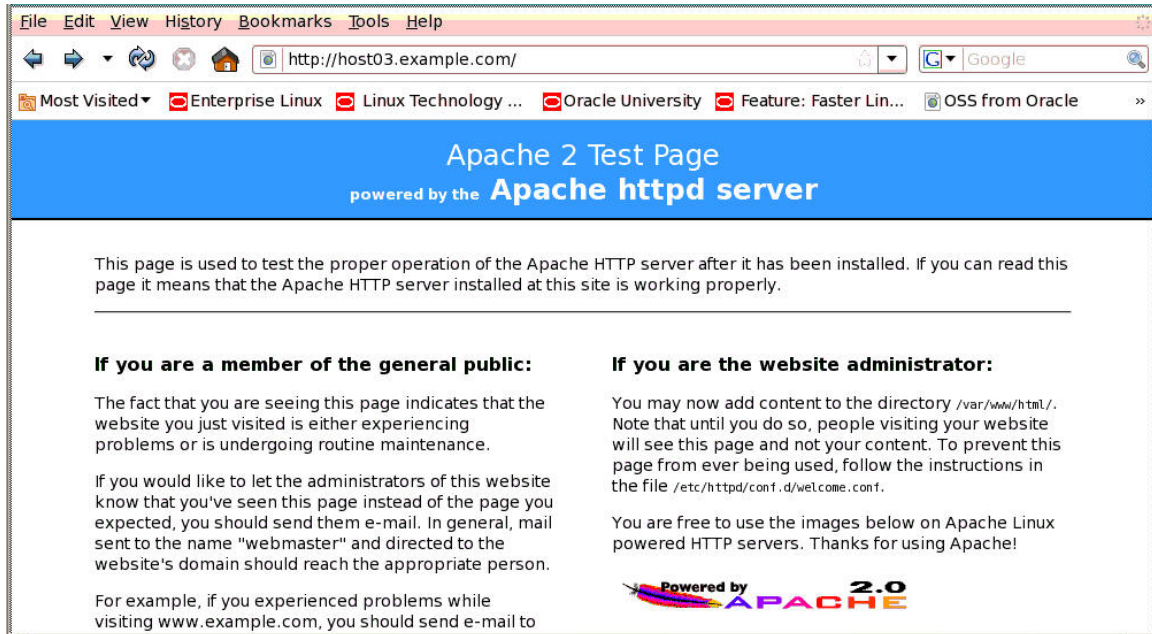 File Edit View History Bookmarks Tools Help
http://host03.example.com/
G Google
Most Visited Enterprise Linux Linux Technology ... Oracle University Feature: Faster Lin... OSS from Oracle »
Apache 2 Test Page
powered by the Apache httpd server
This page is used to test the proper operation of the Apache HTTP server after it has been installed. If you can read this
page it means that the Apache HTTP server installed at this site is working properly.
If you are a member of the general public:
The fact that you are seeing this page indicates that the
website you just visited is either experiencing
problems or is undergoing routine maintenance.
If you would like to let the administrators of this website
know that you've seen this page instead of the page you
expected, you should send them e-mail. In general, mail
sent to the name "webmaster" and directed to the
website's domain should reach the appropriate person.
For example, if you experienced problems while
visiting www.example.com, you should send e-mail to
If you are the website administrator:
You may now add content to the directory /var/www/html/.
Note that until you do so, people visiting your website
will see this page and not your content. To prevent this
page from ever being used, follow the instructions in
the file /etc/httpd/conf.d/welcome.conf.
You are free to use the images below on Apache Linux
powered HTTP servers. Thanks for using Apache!
Powered by 2.0
APACHE